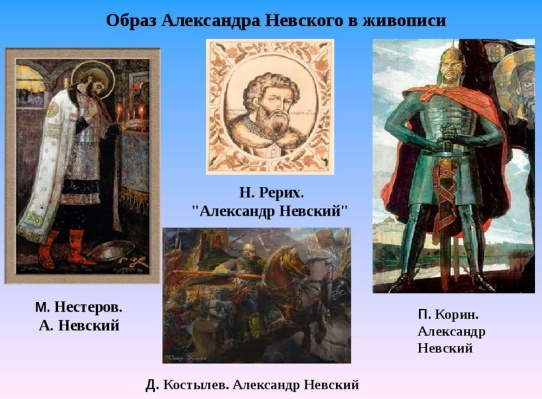 Образ Александра Невского в живописи
Н. Рерих.
"Александр Невский"
М. Нестеров.
А. Невский
П. Корин.
Александр
Невский
Д. Костылев. Александр Невский